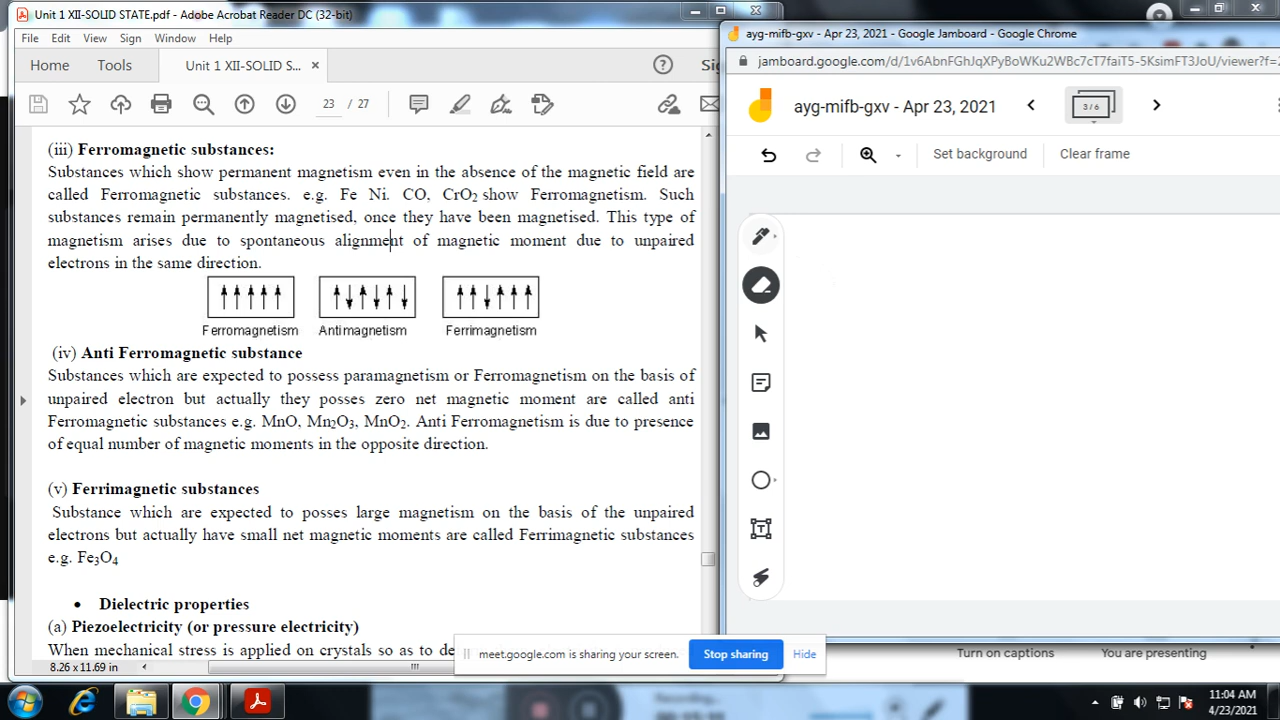 Unit 1 XII-SOLID STATE.pdf - Adobe Acrobat Reader DC (32-bit)
File Edit View Sign Window Help
Home Tools Unit 1 XII-SOLID S... × Sig
23 / 27
(iii) Ferromagnetic substances:
Substances which show permanent magnetism even in the absence of the magnetic field are
called Ferromagnetic substances. e.g. Fe Ni. CO, CrO2 show Ferromagnetism. Such
substances remain permanently magnetised, once they have been magnetised. This type of
magnetism arises due to spontaneous alignment of magnetic moment due to unpaired
electrons in the same direction.
Ferromagnetism Antimagnetism Ferrimagnetism
(iv) Anti Ferromagnetic substance
Substances which are expected to possess paramagnetism or Ferromagnetism on the basis of
unpaired electron but actually they posses zero net magnetic moment are called anti
Ferromagnetic substances e.g. MnO, Mn2O3, MnO2. Anti Ferromagnetism is due to presence
of equal number of magnetic moments in the opposite direction.
(v) Ferrimagnetic substances
Substance which are expected to posses large magnetism on the basis of the unpaired
electrons but actually have small net magnetic moments are called Ferrimagnetic substances
e.g. Fe3O4
• Dielectric properties
(a) Piezoelectricity (or pressure electricity)
When mechanical stress is applied on crystals so as to de
8.26 x 11.69 in
ayg-mifb-gxv - Apr 23, 2021 - Google Jamboard - Google Chrome
jamboard.google.com/d/1v6AbnFGhJqXPyBoWKu2WBc7cT7faiT5-5KsimFT3JoU/viewer?f=2
ayg-mifb-gxv - Apr 23, 2021
3 / 6
Set background Clear frame
meet.google.com is sharing your screen. Stop sharing Hide
Turn on captions You are presenting
Recording...
11:04 AM
4/23/2021